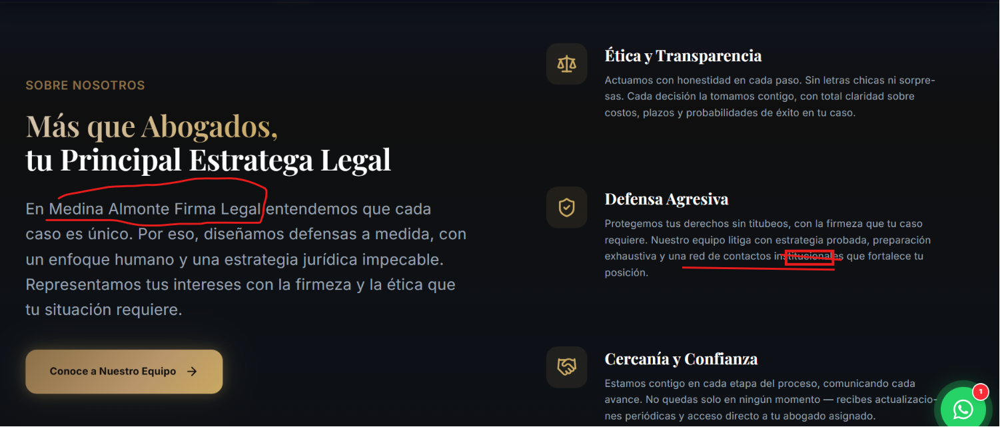 SOBRE NOSOTROS
Más que Abogados,
tu Principal Estratega Legal
En Medina Almonte Firma Legal entendemos que cada
caso es único. Por eso, diseñamos defensas a medida, con
un enfoque humano y una estrategia jurídica impecable.
Representamos tus intereses con la firmeza y la ética que
tu situación requiere.
Conoce a Nuestro Equipo →
Ética y Transparencia
Actuamos con honestidad en cada paso. Sin letras chicas ni sorpre-
sas. Cada decisión la tomamos contigo, con total claridad sobre
costos, plazos y probabilidades de éxito en tu caso.
Defensa Agresiva
Protegemos tus derechos sin titubeos, con la firmeza que tu caso
requiere. Nuestro equipo litiga con estrategia probada, preparación
exhaustiva y una red de contactos institucionales que fortalece tu
posición.
Cercanía y Confianza
Estamos contigo en cada etapa del proceso, comunicando cada
avance. No quedas solo en ningún momento — recibes actualizacio-
nes periódicas y acceso directo a tu abogado asignado.
1